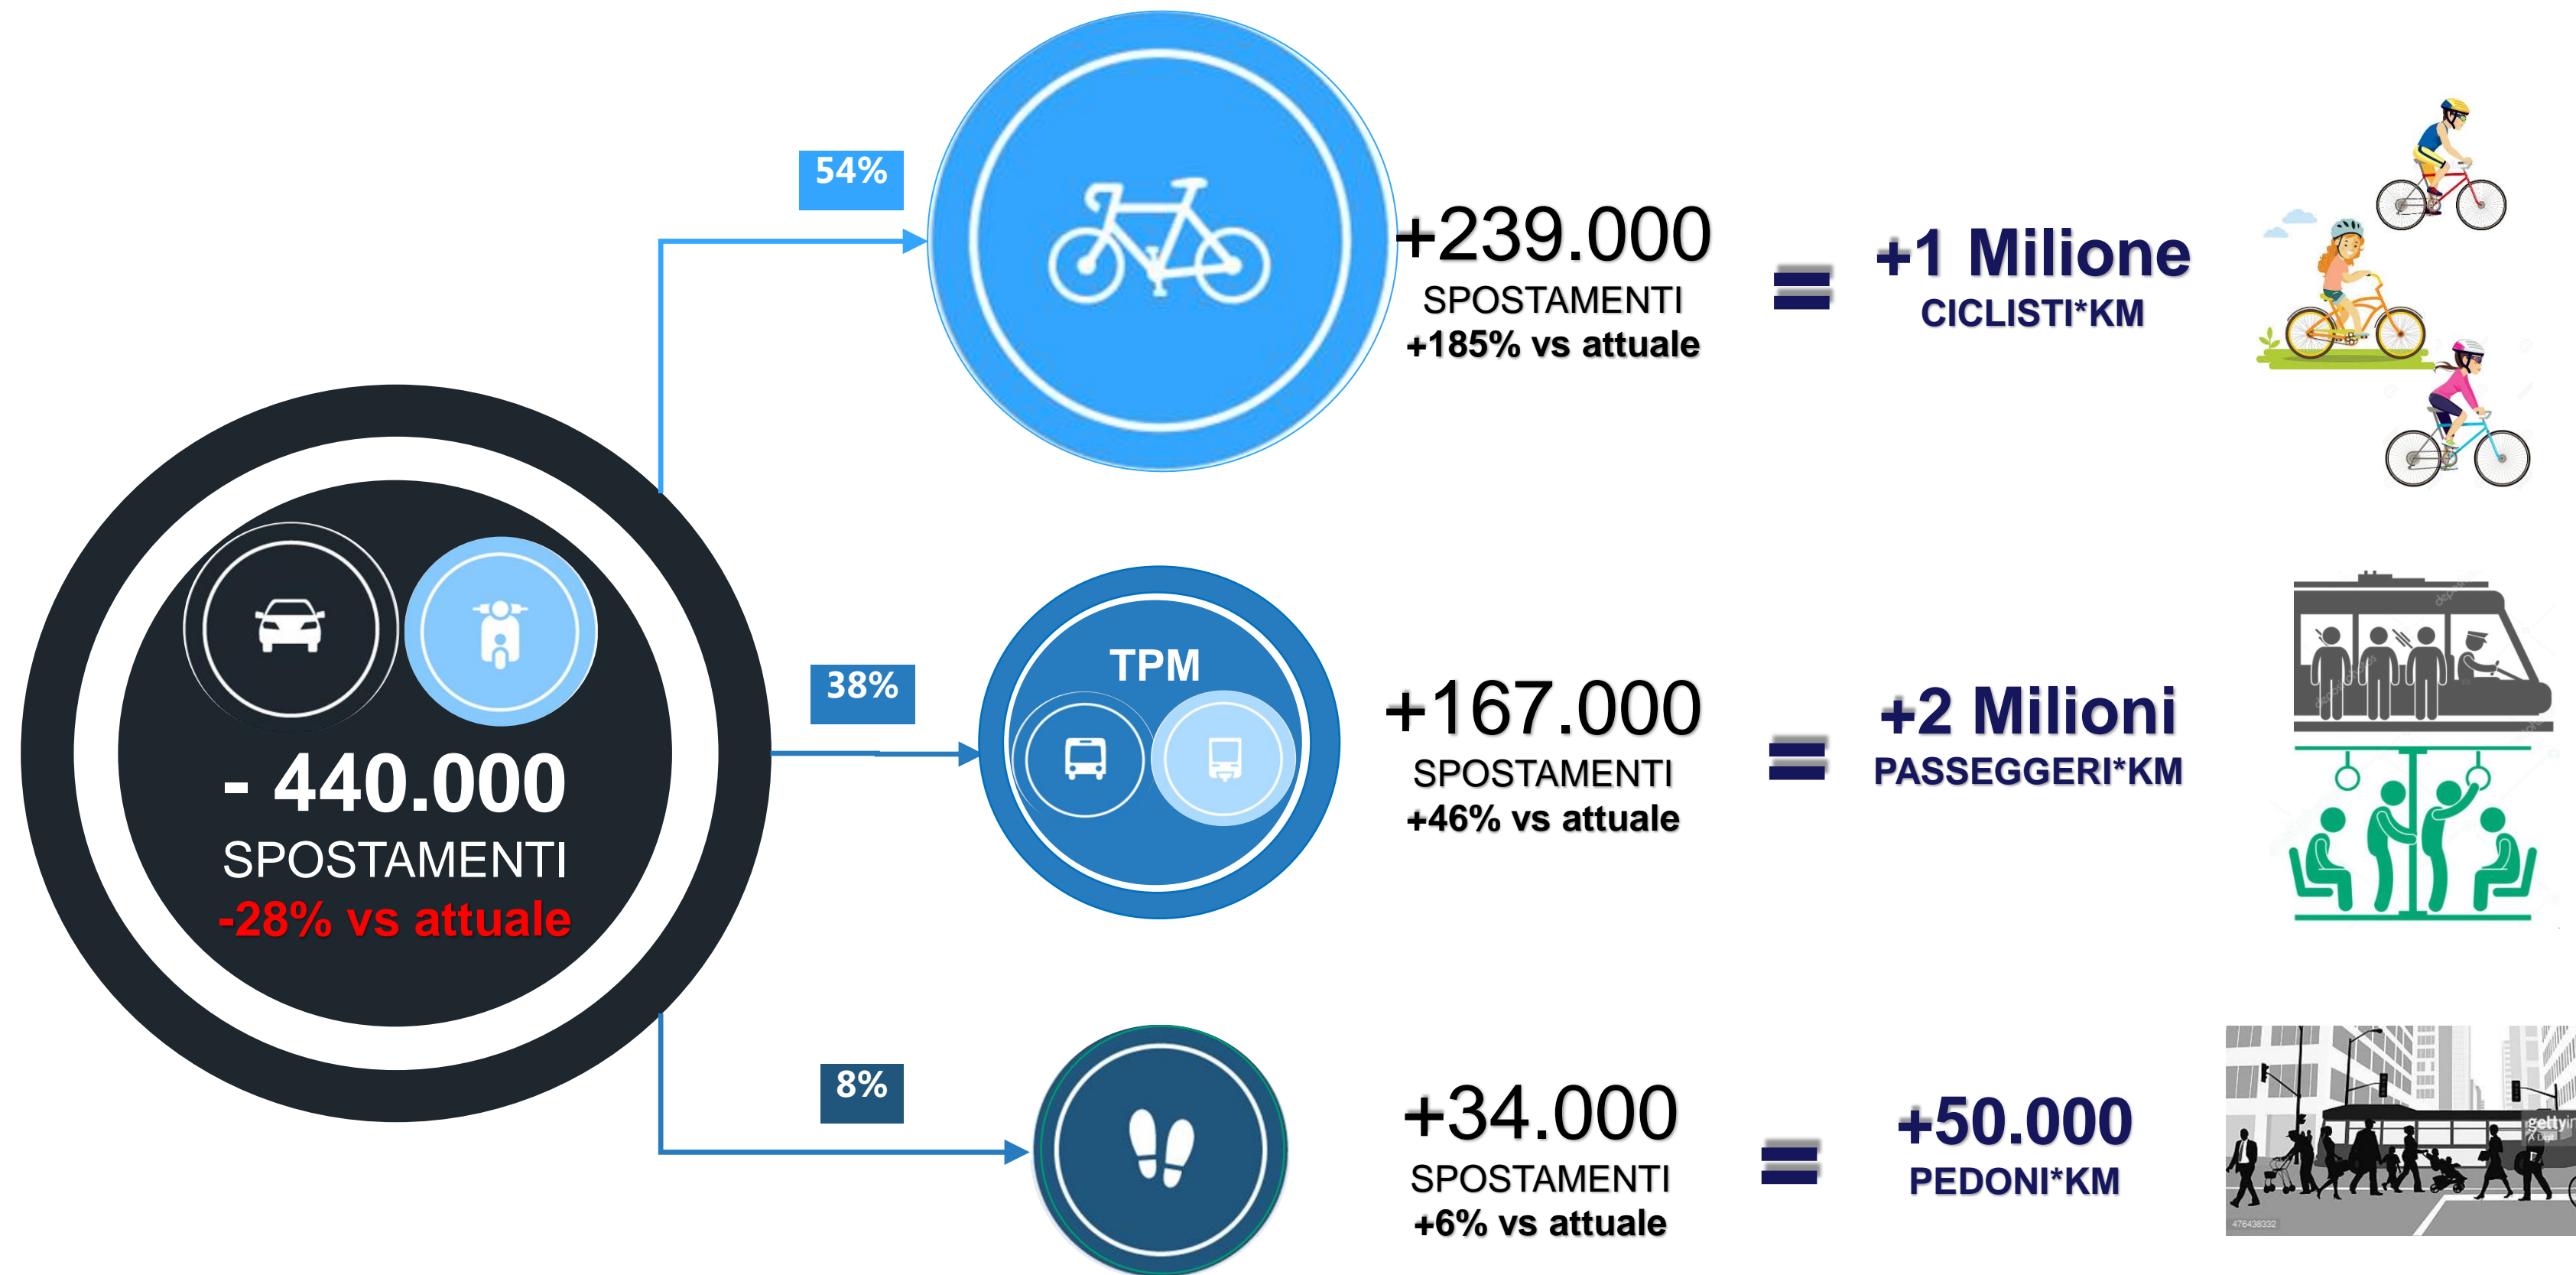 54%
+239.000
SPOSTAMENTI
+185% vs attuale
=
+1 Milione
CICLISTI*KM
- 440.000
SPOSTAMENTI
-28% vs attuale
38%
TPM
+167.000
SPOSTAMENTI
+46% vs attuale
=
+2 Milioni
PASSEGGERI*KM
8%
+34.000
SPOSTAMENTI
+6% vs attuale
=
+50.000
PEDONI*KM
gettyin
476438332